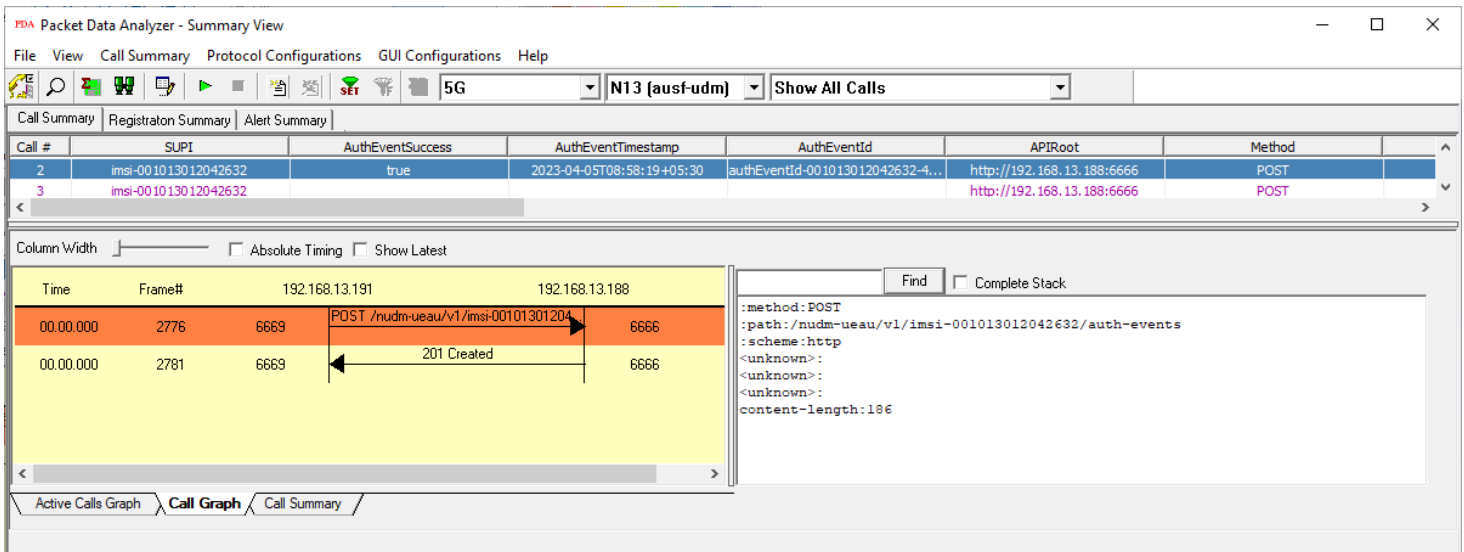 PDA Packet Data Analyzer - Summary View
File View Call Summary Protocol Configurations GUI Configurations Help
SET 5G N13 (ausf-udm) Show All Calls
Call Summary Registraton Summary Alert Summary
Call # SUPI AuthEventSuccess AuthEventTimestamp AuthEventId APIRoot Method
2 imsi-001013012042632 true 2023-04-05T08:58:19+05:30 authEventId-001013012042632-4... http://192.168.13.188:6666 POST
3 imsi-001013012042632 http://192.168.13.188:6666 POST
Column Width Absolute Timing Show Latest
Time Frame# 192.168.13.191 192.168.13.188
00.00.000 2776 6669 POST /nudm-ueau/v1/imsi-00101301204... 6666
00.00.000 2781 6669 201 Created 6666
Find Complete Stack
:method:POST
:path:/nudm-ueau/v1/imsi-001013012042632/auth-events
:scheme:http
<unknown>:
<unknown>:
<unknown>:
content-length:186
Active Calls Graph Call Graph Call Summary